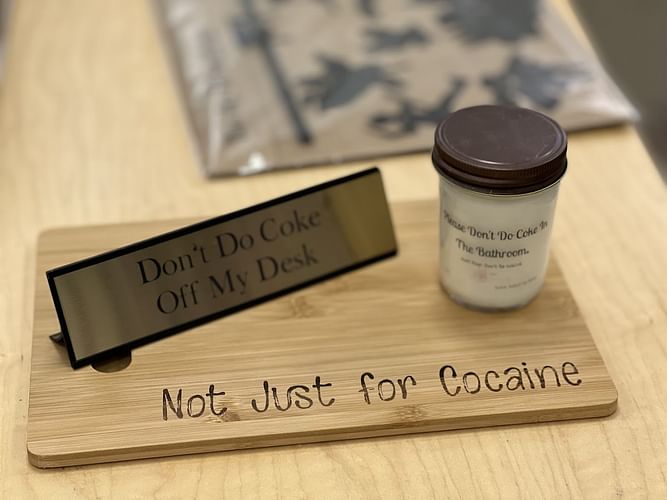 Don't Do Coke
Off My Desk
Please Don't Do Coke In
The Bathroom.
Not Just for Cocaine